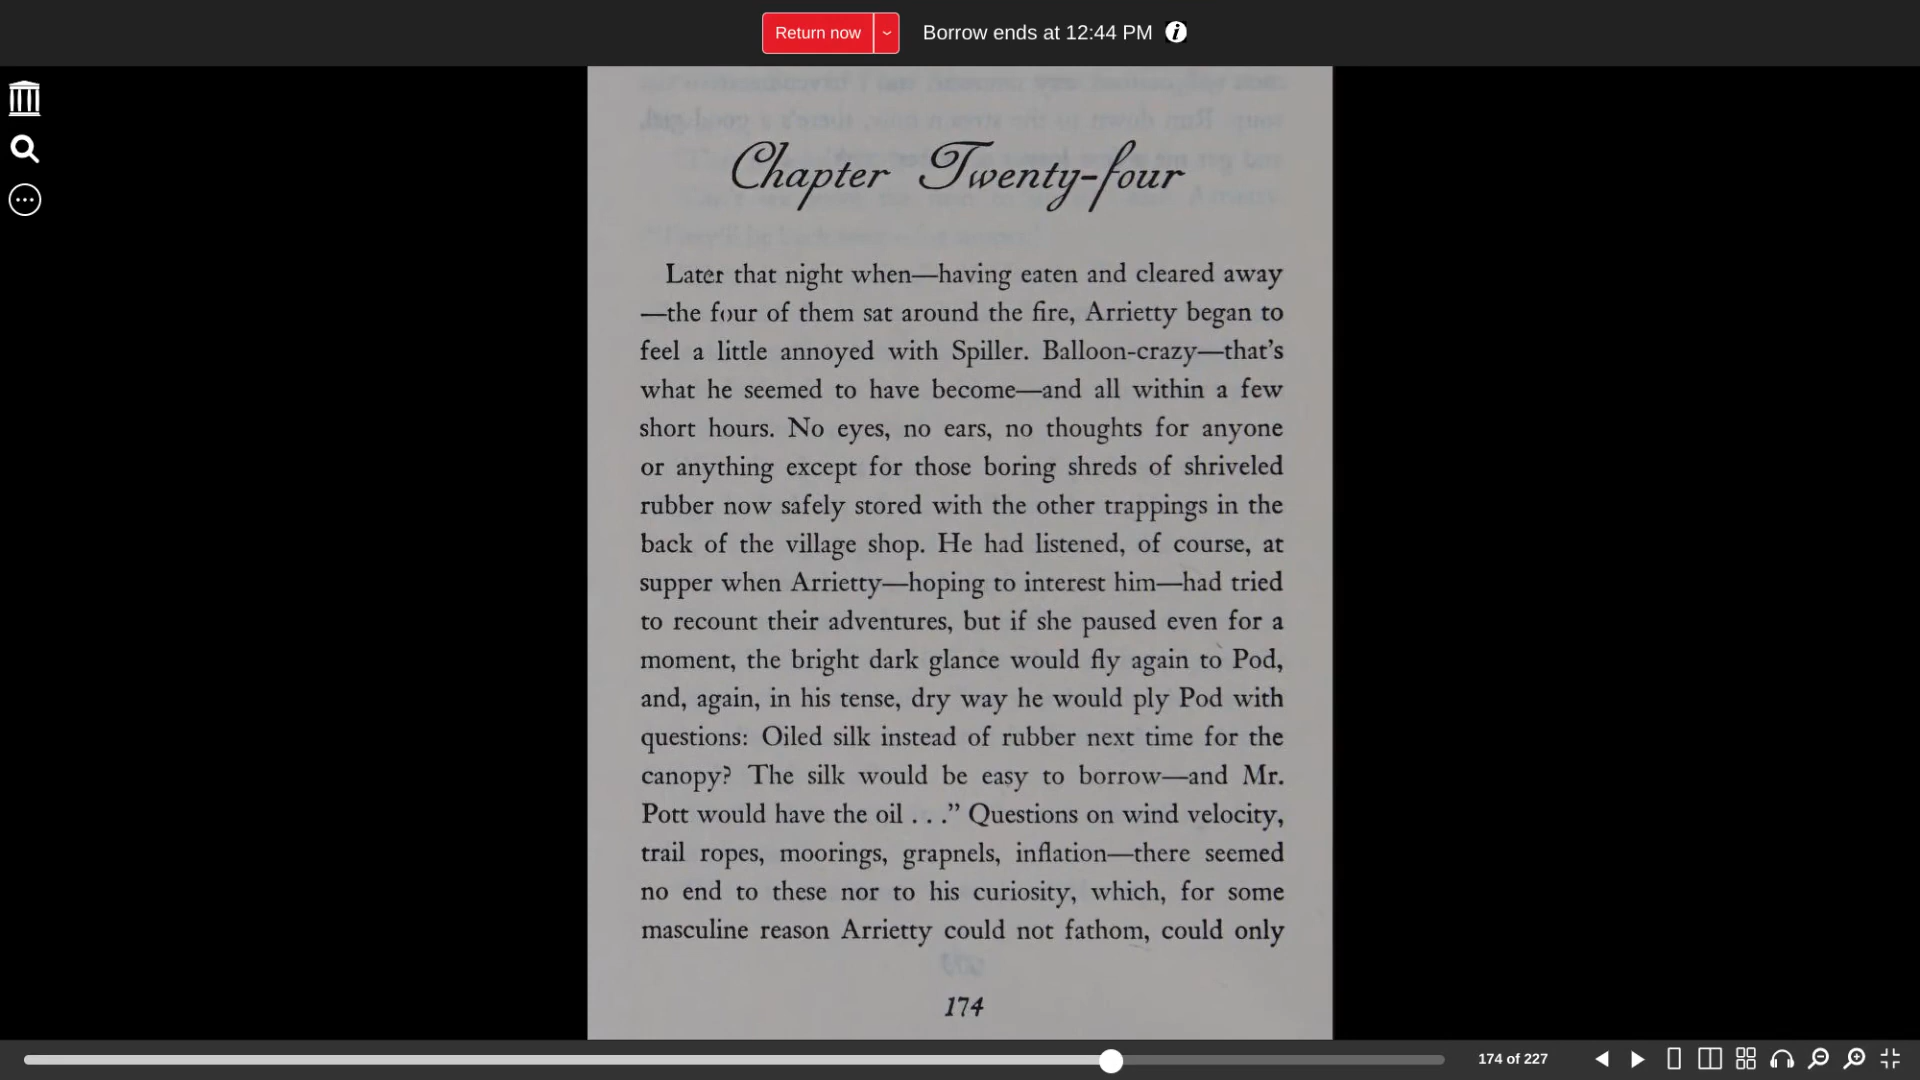 Return now
Borrow ends at 12:44 PM
Chapter Twenty-four
Later that night when—having eaten and cleared away
—the four of them sat around the fire, Arrietty began to
feel a little annoyed with Spiller. Balloon-crazy—that's
what he seemed to have become—and all within a few
short hours. No eyes, no ears, no thoughts for anyone
or anything except for those boring shreds of shriveled
rubber now safely stored with the other trappings in the
back of the village shop. He had listened, of course, at
supper when Arrietty—hoping to interest him—had tried
to recount their adventures, but if she paused even for a
moment, the bright dark glance would fly again to Pod,
and, again, in his tense, dry way he would ply Pod with
questions: Oiled silk instead of rubber next time for the
canopy? The silk would be easy to borrow—and Mr.
Pott would have the oil . . .” Questions on wind velocity,
trail ropes, moorings, grapnels, inflation—there seemed
no end to these nor to his curiosity, which, for some
masculine reason Arrietty could not fathom, could only
174
174 of 227